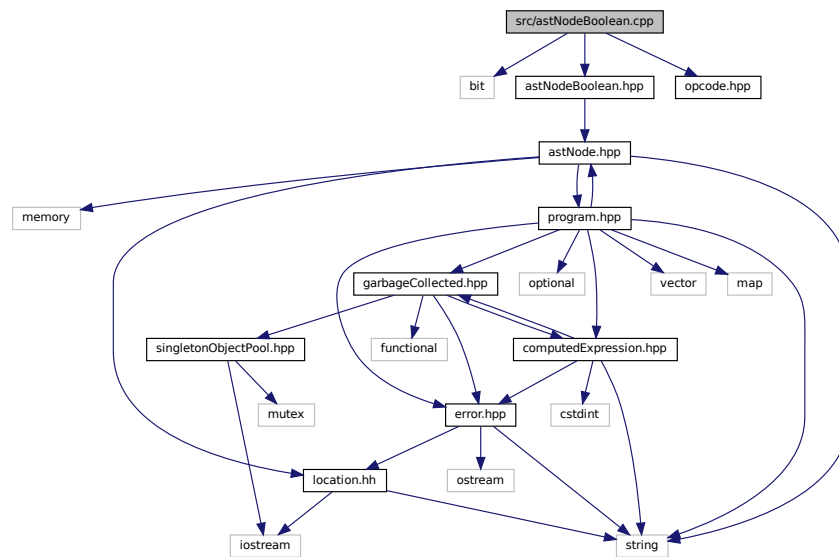 src/astNodeBoolean.cpp
bit
astNodeBoolean.hpp
opcode.hpp
astNode.hpp
memory
program.hpp
garbageCollected.hpp
optional
vector
map
singletonObjectPool.hpp
functional
computedExpression.hpp
mutex
error.hpp
cstdint
location.hh
ostream
iostream
string